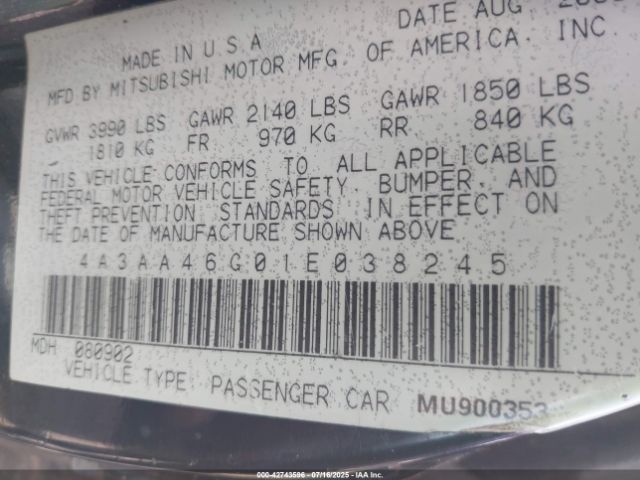 MADE IN U.S.A DATE AUG
MFD BY MITSUBISHI MOTOR MFG. OF AMERICA. INC.
GVWR 3990 LBS GAWR 2140 LBS GAWR 1850 LBS
1810 KG FR 970 KG RR 840 KG
THIS VEHICLE CONFORMS TO ALL APPLICABLE
FEDERAL MOTOR VEHICLE SAFETY, BUMPER, AND
THEFT PREVENTION STANDARDS IN EFFECT ON
THE DATE OF MANUFACTURE SHOWN ABOVE
4A3AA46G01E038245
MDH 080902
VEHICLE TYPE: PASSENGER CAR MU900353
000-42743596 | 07/16/2025 | IAA Inc.